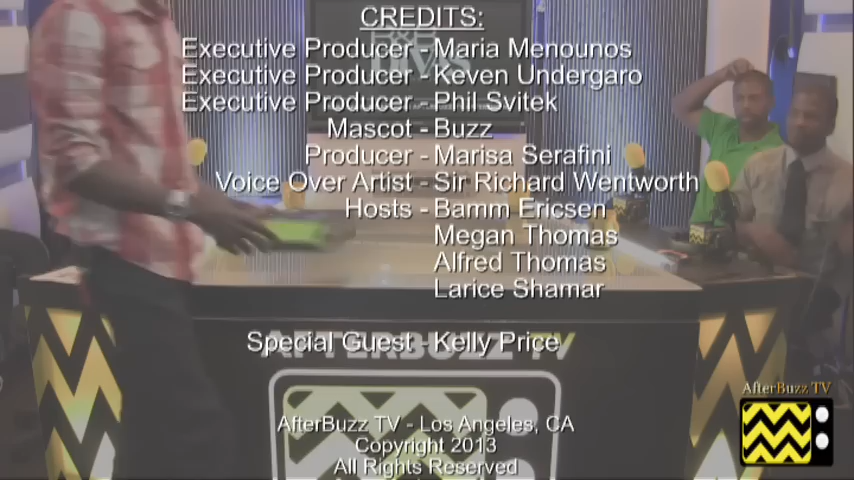 CREDITS:
Executive Producer - Maria Menounos
Executive Producer - Keven Undergaro
Executive Producer - Phil Svitek
Mascot - Buzz
Producer - Marisa Serafini
Voice Over Artist - Sir Richard Wentworth
Hosts - Bamm Ericsen
Megan Thomas
Alfred Thomas
Larice Shamar
Special Guest - Kelly Price
AFTERBUZZ TV
AfterBuzz TV
AfterBuzz TV - Los Angeles, CA
Copyright 2013
All Rights Reserved